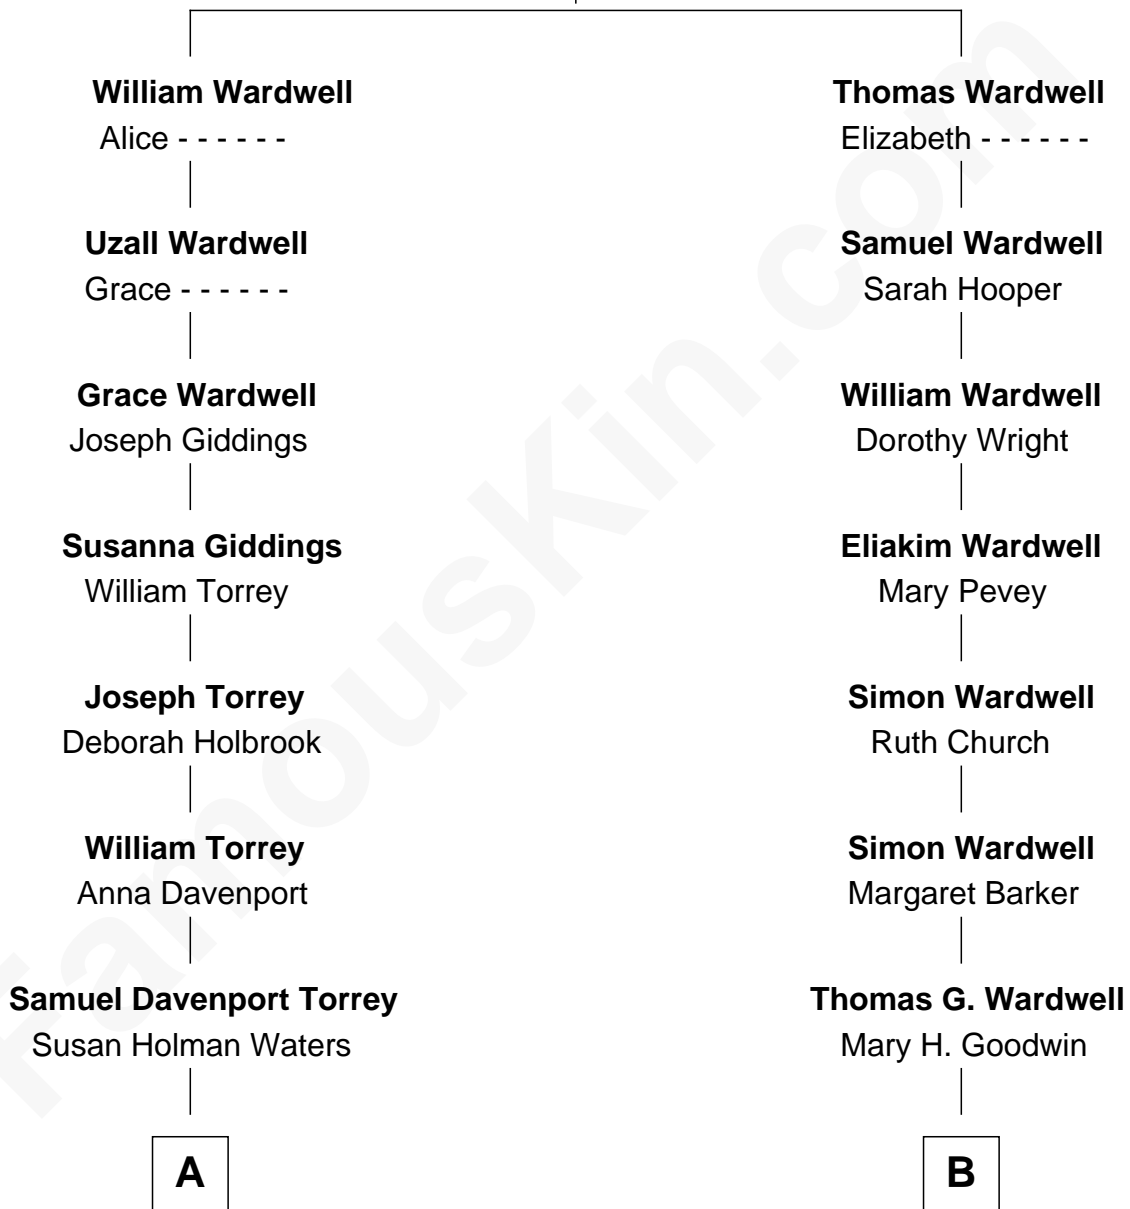 William Wardwell
Alice - - - - - -
Uzall Wardwell
Grace - - - - - -
Grace Wardwell
Joseph Giddings
Susanna Giddings
William Torrey
Joseph Torrey
Deborah Holbrook
William Torrey
Anna Davenport
Samuel Davenport Torrey
Susan Holman Waters
A
Thomas Wardwell
Elizabeth - - - - - -
Samuel Wardwell
Sarah Hooper
William Wardwell
Dorothy Wright
Eliakim Wardwell
Mary Pevey
Simon Wardwell
Ruth Church
Simon Wardwell
Margaret Barker
Thomas G. Wardwell
Mary H. Goodwin
B
FamousKin.com